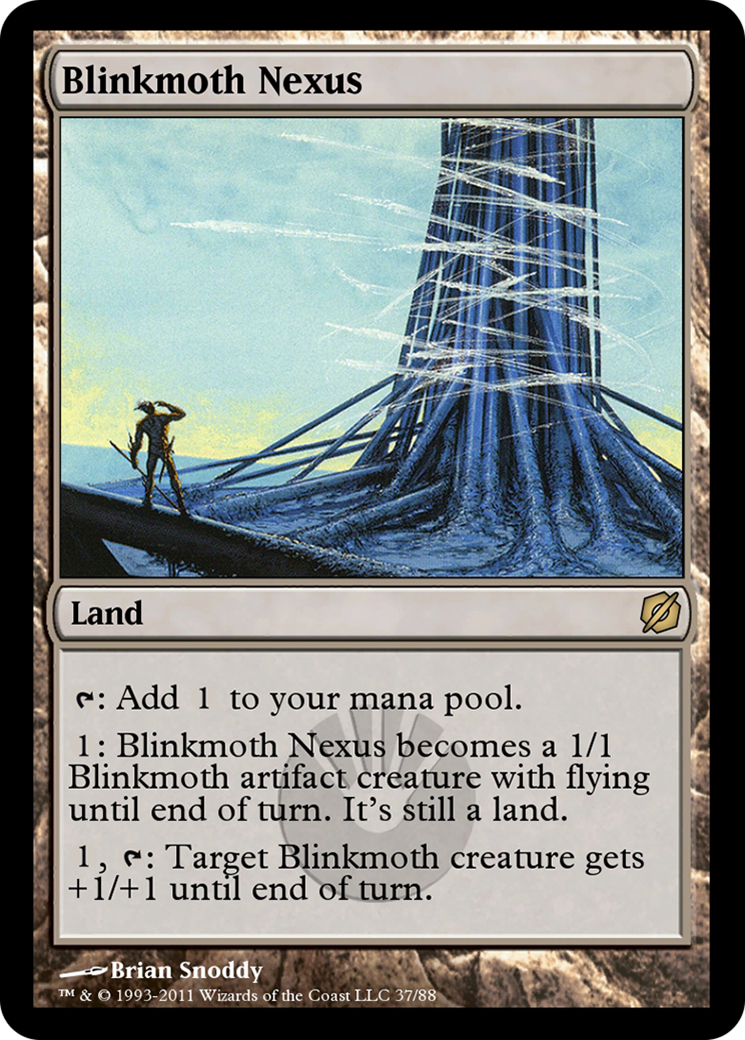 Blinkmoth Nexus
Land
: Add 1 to your mana pool.
1: Blinkmoth Nexus becomes a 1/1
Blinkmoth artifact creature with flying
until end of turn. It's still a land.
1, : Target Blinkmoth creature gets
+1/+1 until end of turn.
Brian Snoddy
™ & © 1993-2011 Wizards of the Coast LLC 37/88